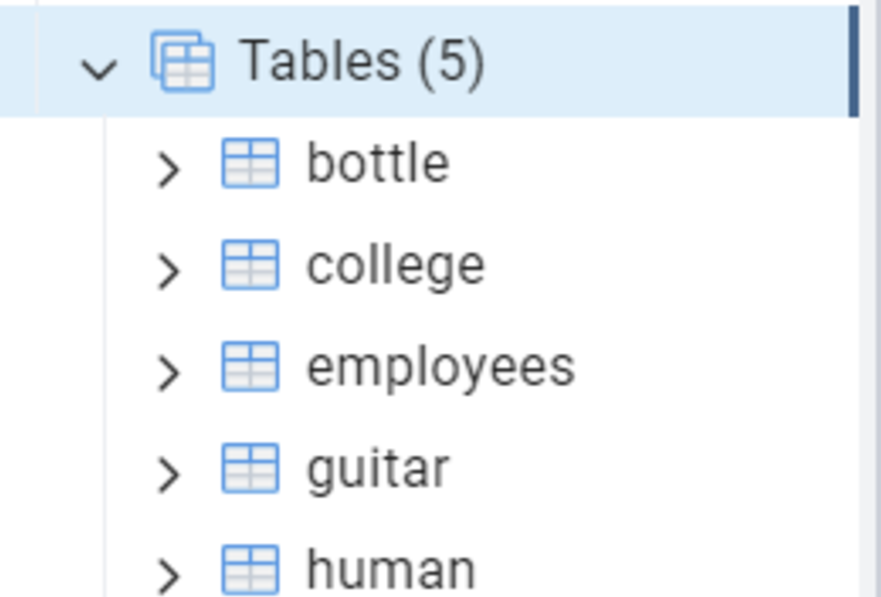 Tables (5)
bottle
college
employees
guitar
human